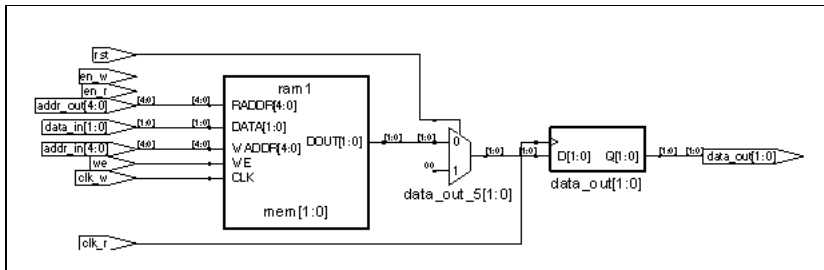 rst
en_w
en_r
addr_out[4:0]
data_in[1:0]
addr_in[4:0]
we
clk_w
clk_r
[4:0] [4:0]
[1:0] [1:0]
[4:0] [4:0]
ram1
RADDR[4:0]
DATA[1:0]
WADDR[4:0]
WE
CLK
DOUT[1:0]
mem[1:0]
[1:0] [1:0]
0
00
1
data_out_5[1:0]
[1:0] [1:0]
D[1:0] Q[1:0]
data_out[1:0]
[1:0] [1:0]
data_out[1:0]